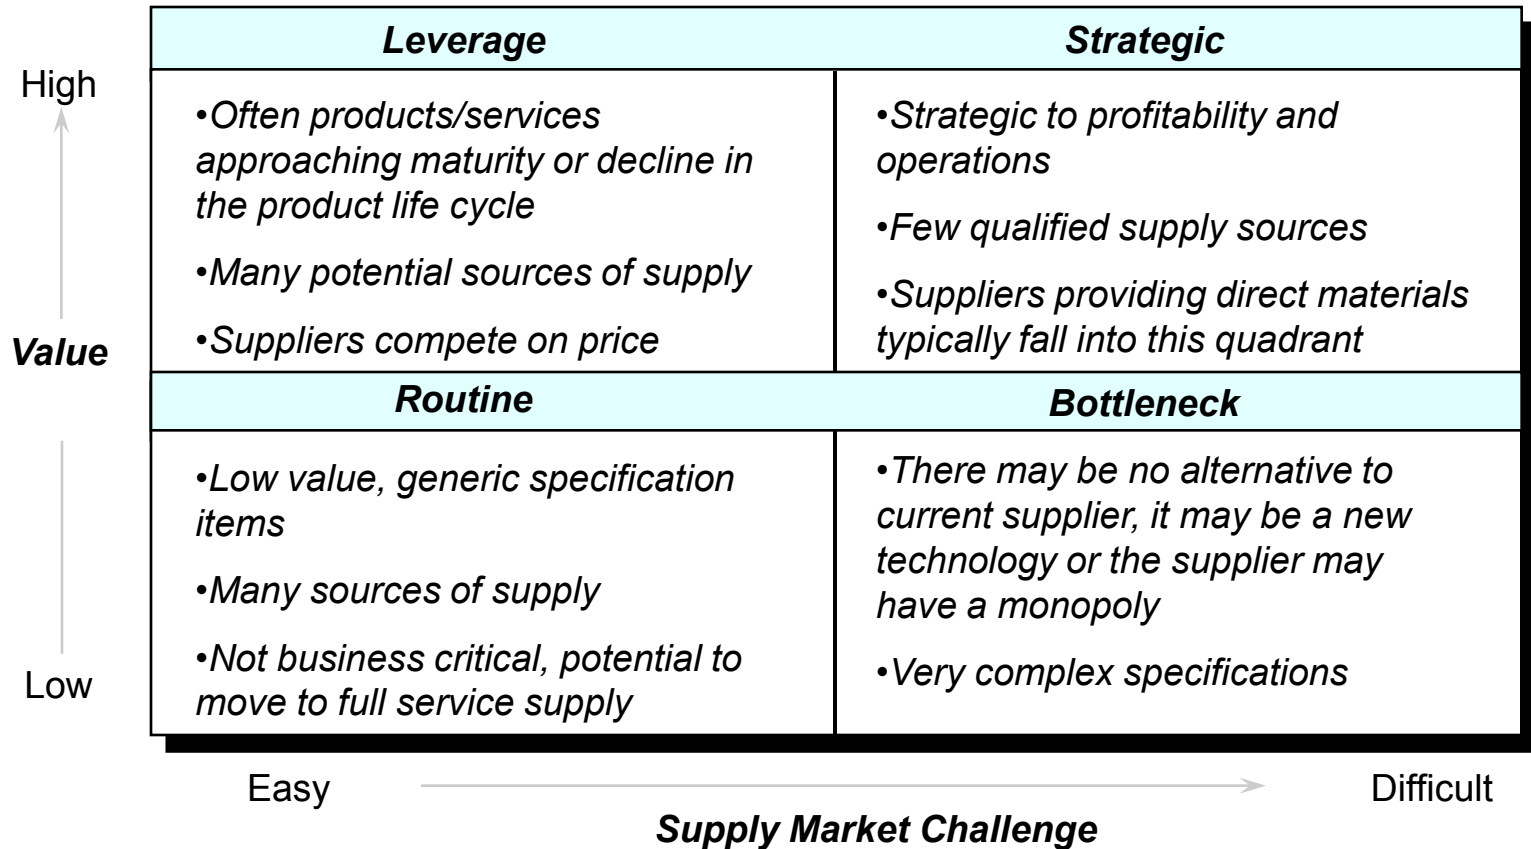 Leverage
Strategic
High
•Often products/services
approaching maturity or decline in
the product life cycle
•Many potential sources of supply
•Suppliers compete on price
•Strategic to profitability and
operations
•Few qualified supply sources
•Suppliers providing direct materials
typically fall into this quadrant
Value
Routine
Bottleneck
•Low value, generic specification
items
•Many sources of supply
•Not business critical, potential to
move to full service supply
•There may be no alternative to
current supplier, it may be a new
technology or the supplier may
have a monopoly
•Very complex specifications
Low
Easy
Difficult
Supply Market Challenge